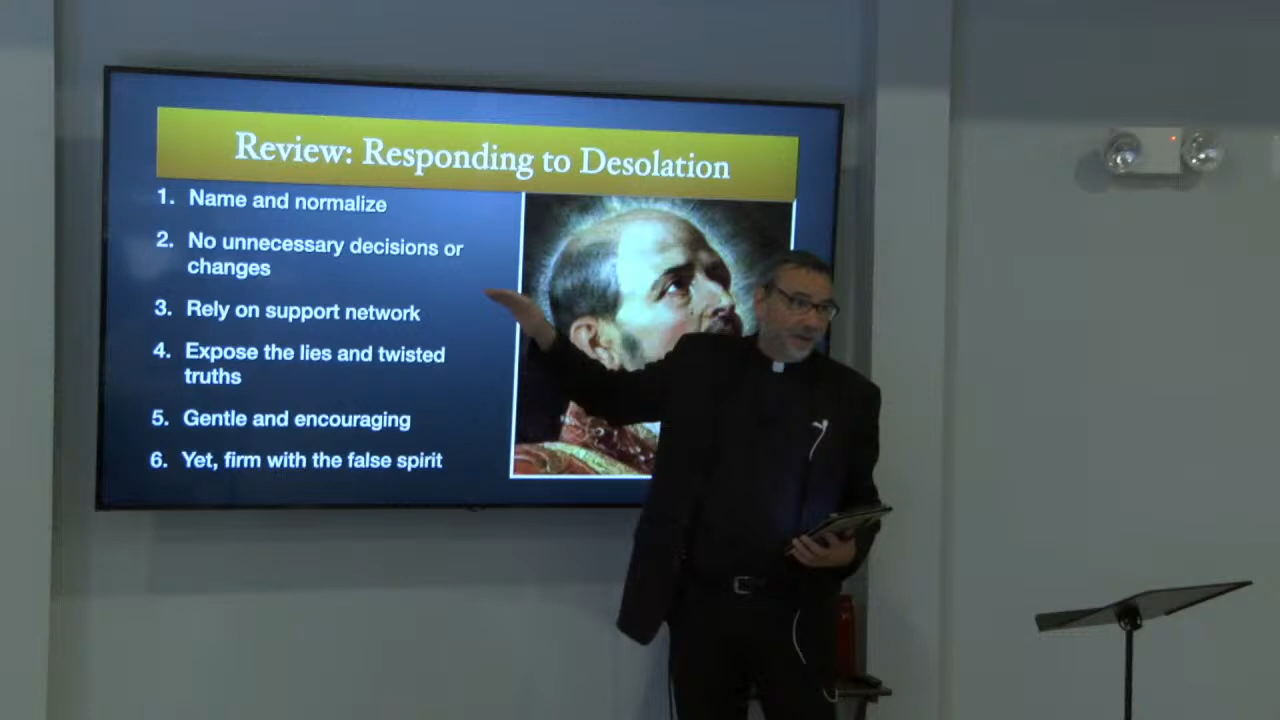 Review: Responding to Desolation
1. Name and normalize
2. No unnecessary decisions or
changes
3. Rely on support network
4. Expose the lies and twisted
truths
5. Gentle and encouraging
6. Yet, firm with the false spirit